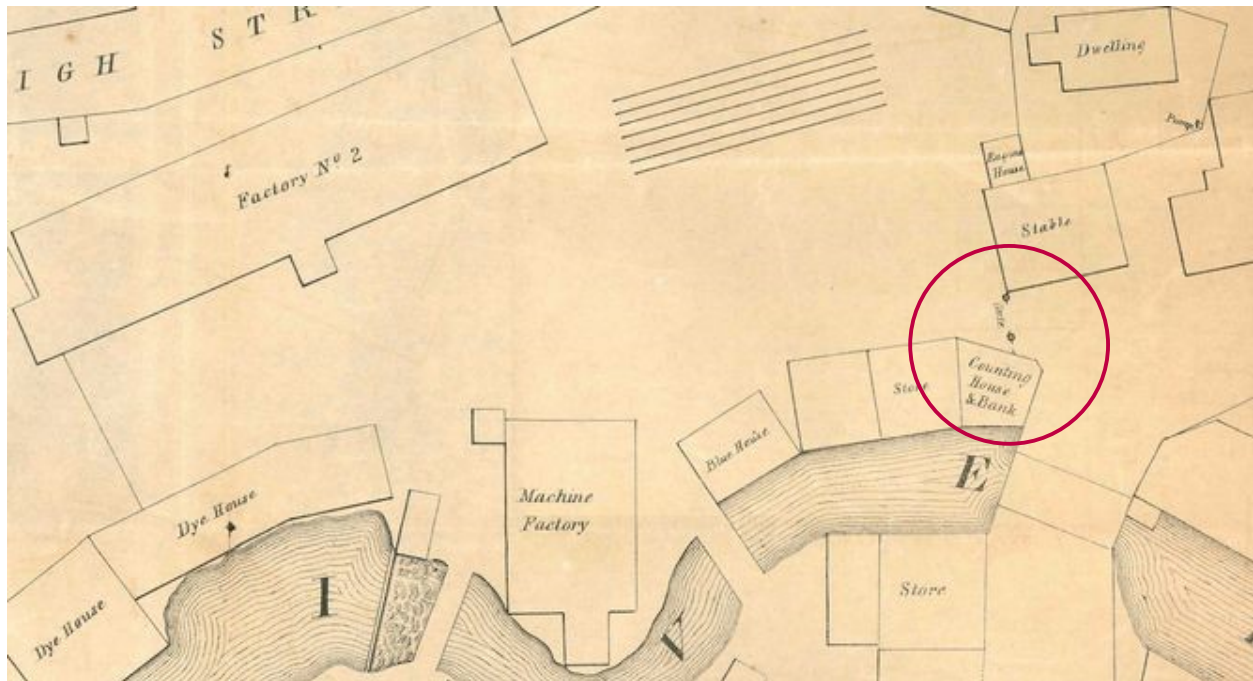 IGH STR
Dwelling
Pump
Factory Nº 2
Engine
House
Stable
Gate
Counting
House
& Bank
Store
Blue House
E
Machine
Factory
Dye House
I
Store
Dye House
V